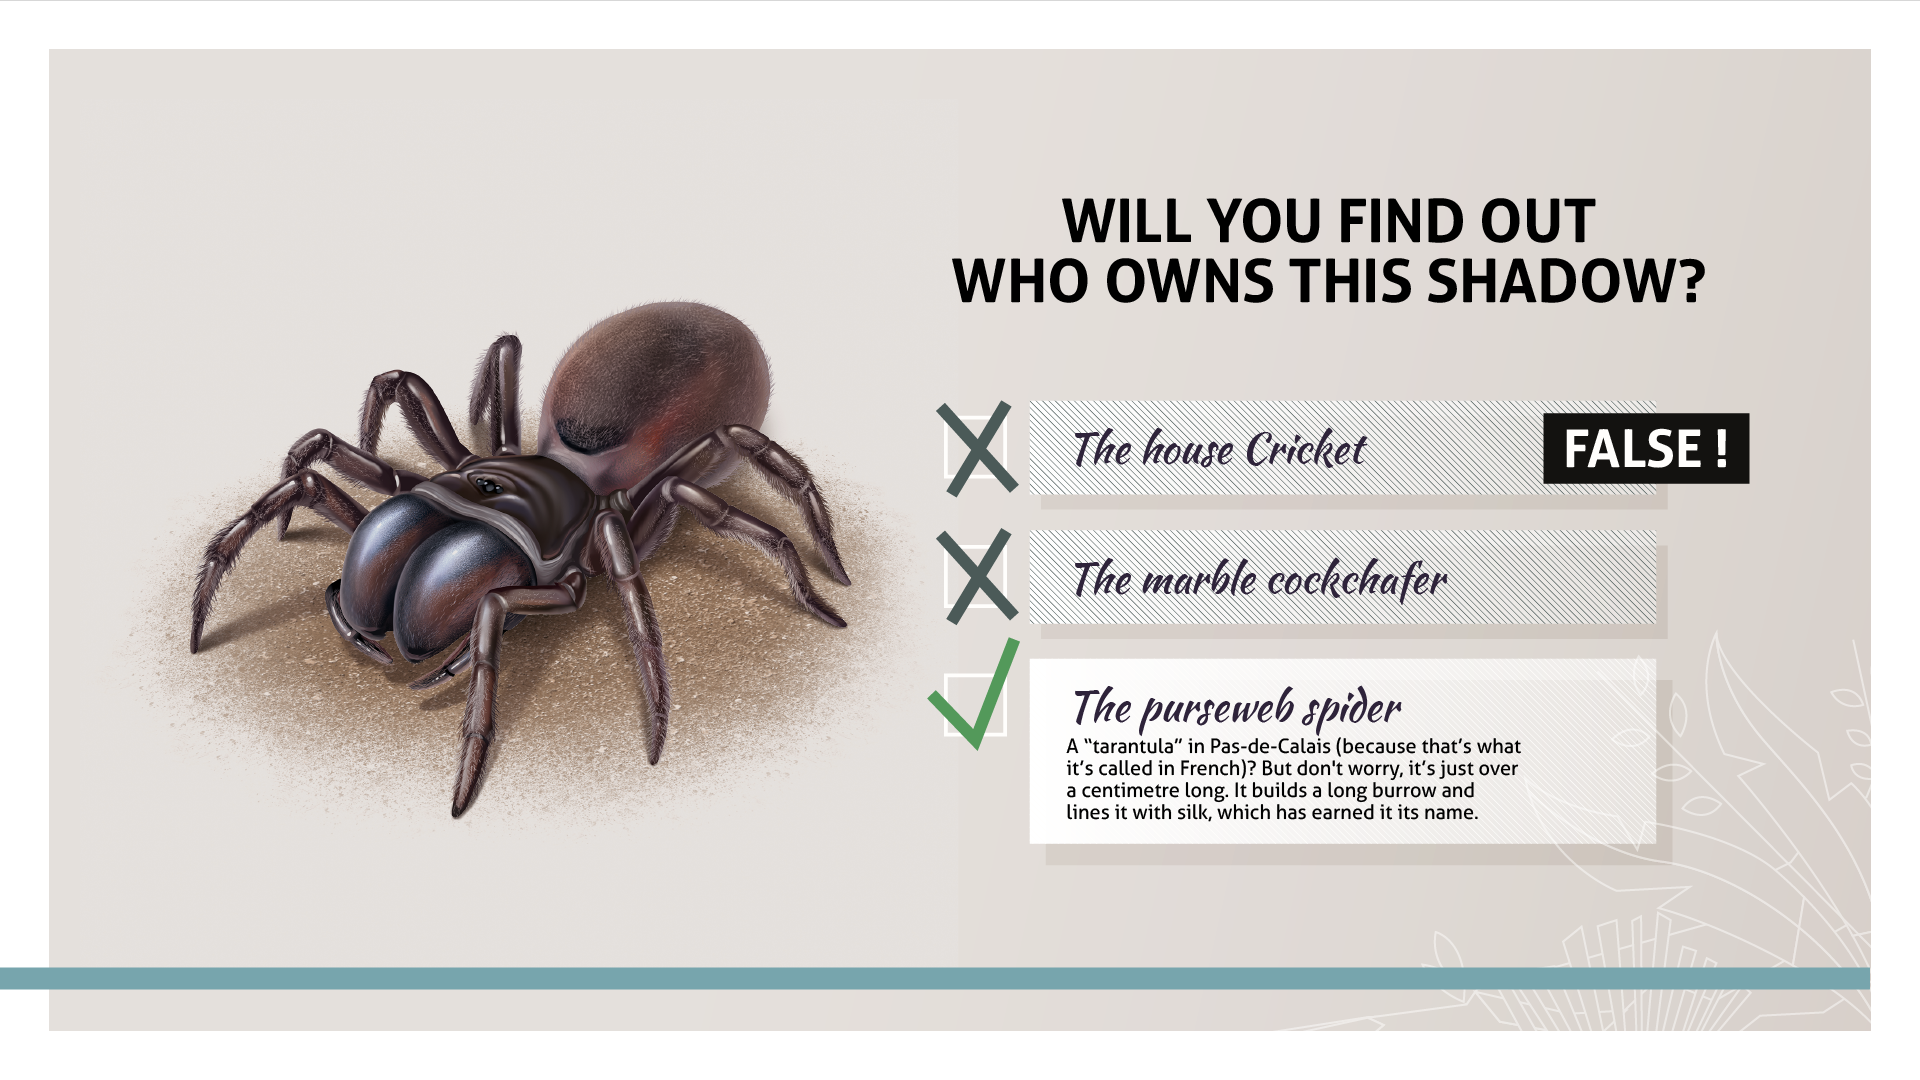 WILL YOU FIND OUT
WHO OWNS THIS SHADOW?
The house Cricket
FALSE !
The marble cockchafer
The purseweb spider
A “tarantula” in Pas-de-Calais (because that’s what
it’s called in French)? But don't worry, it’s just over
a centimetre long. It builds a long burrow and
lines it with silk, which has earned it its name.